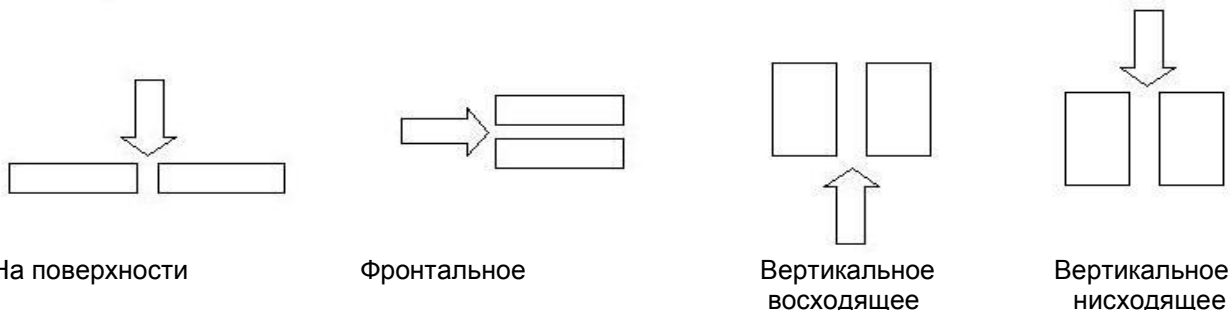 На поверхности
Фронтальное
Вертикальное
восходящее
Вертикальное
нисходящее